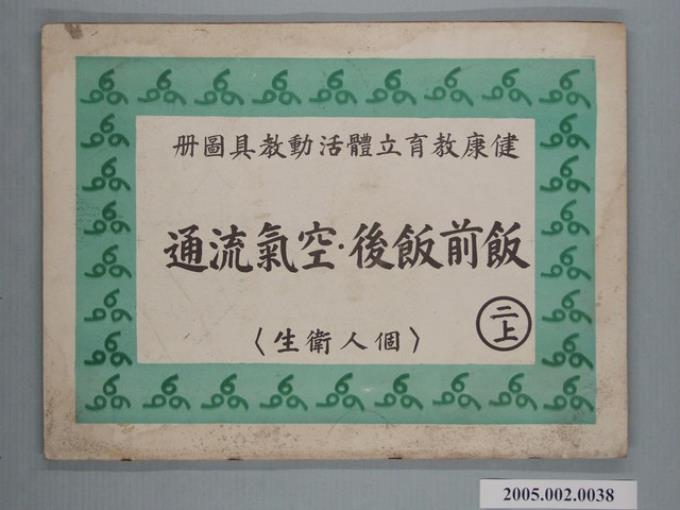 健康教育立體活動教具圖册
飯前飯後·空氣流通
二上
〈個人衛生〉
2005.002.0038